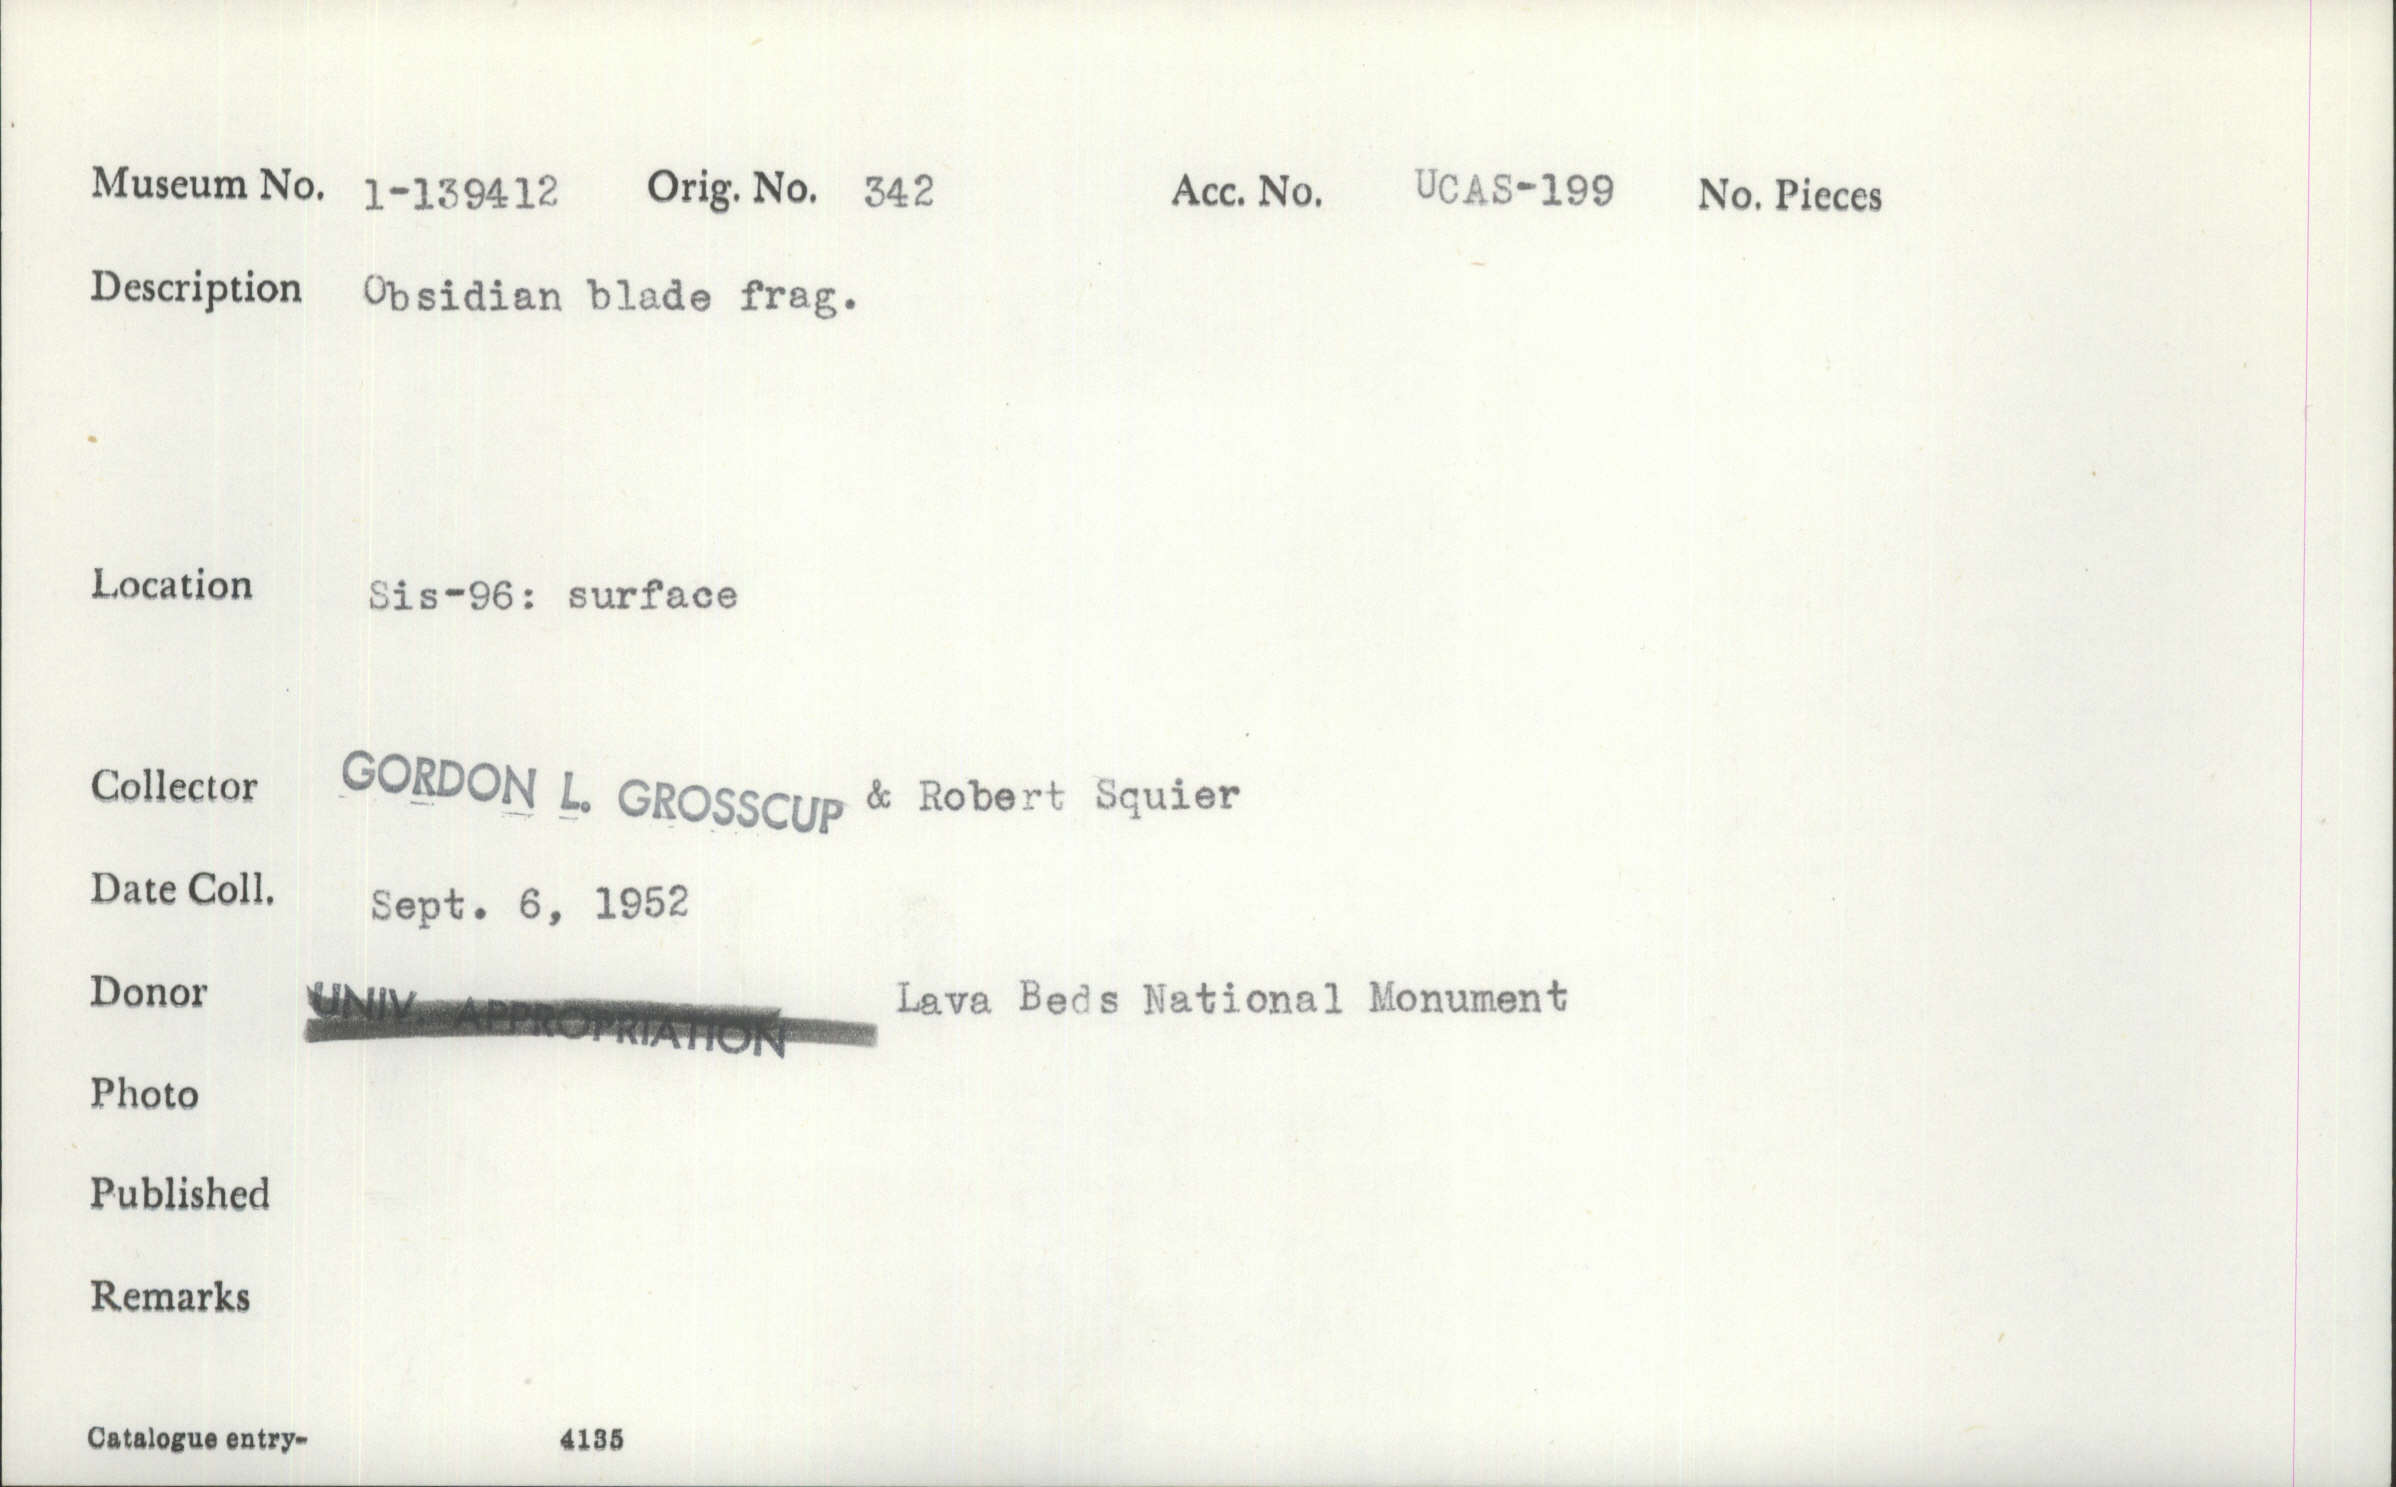 Museum No. 1-139412 Orig. No. 342 Acc. No. UCAS-199 No. Pieces
Description Obsidian blade frag.
Location Sis-96: surface
Collector GORDON L. GROSSCUP & Robert Squier
Date Coll. Sept. 6, 1952
Donor UNIV. APPROPRIATION Lava Beds National Monument
Photo
Published
Remarks
Catalogue entry- 4135